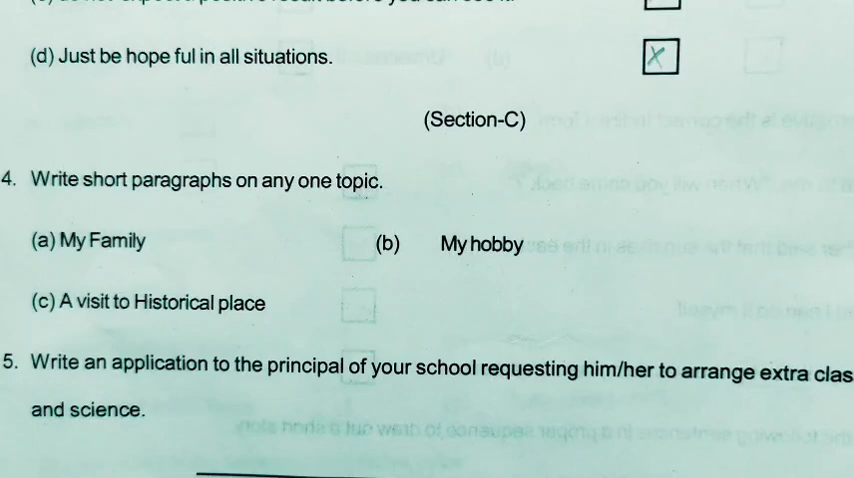 (d) Just be hope ful in all situations.
X
(Section-C)
4. Write short paragraphs on any one topic.
(a) My Family (b) My hobby
(c) A visit to Historical place
5. Write an application to the principal of your school requesting him/her to arrange extra clas
and science.